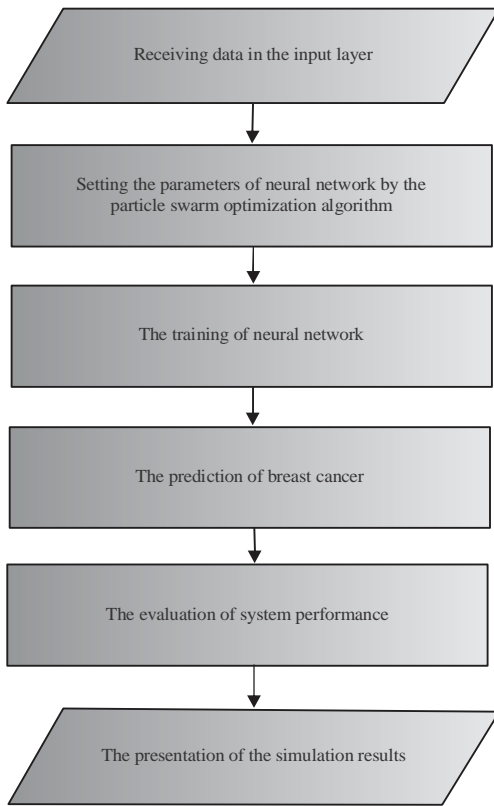 Receiving data in the input layer
Setting the parameters of neural network by the
particle swarm optimization algorithm
The training of neural network
The prediction of breast cancer
The evaluation of system performance
The presentation of the simulation results